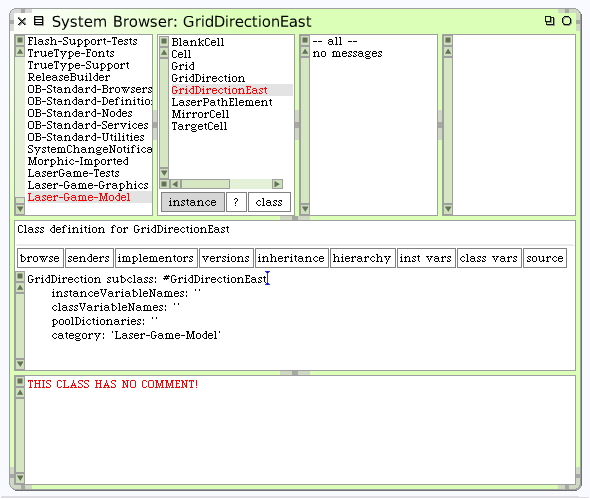 System Browser: GridDirectionEast
Flash-Support-Tests
TrueType-Fonts
TrueType-Support
ReleaseBuilder
OB-Standard-Browsers
OB-Standard-Definitio
OB-Standard-Nodes
OB-Standard-Services
OB-Standard-Utilities
SystemChangeNotifica
Morphic-Imported
LaserGame-Tests
Laser-Game-Graphics
Laser-Game-Model
BlankCell
Cell
Grid
GridDirection
GridDirectionEast
LaserPathElement
MirrorCell
TargetCell
instance ? class
-- all --
no messages
Class definition for GridDirectionEast
browse senders implementors versions inheritance hierarchy inst vars class vars source
GridDirection subclass: #GridDirectionEast
instanceVariableNames: ''
classVariableNames: ''
poolDictionaries: ''
category: 'Laser-Game-Model'
THIS CLASS HAS NO COMMENT!